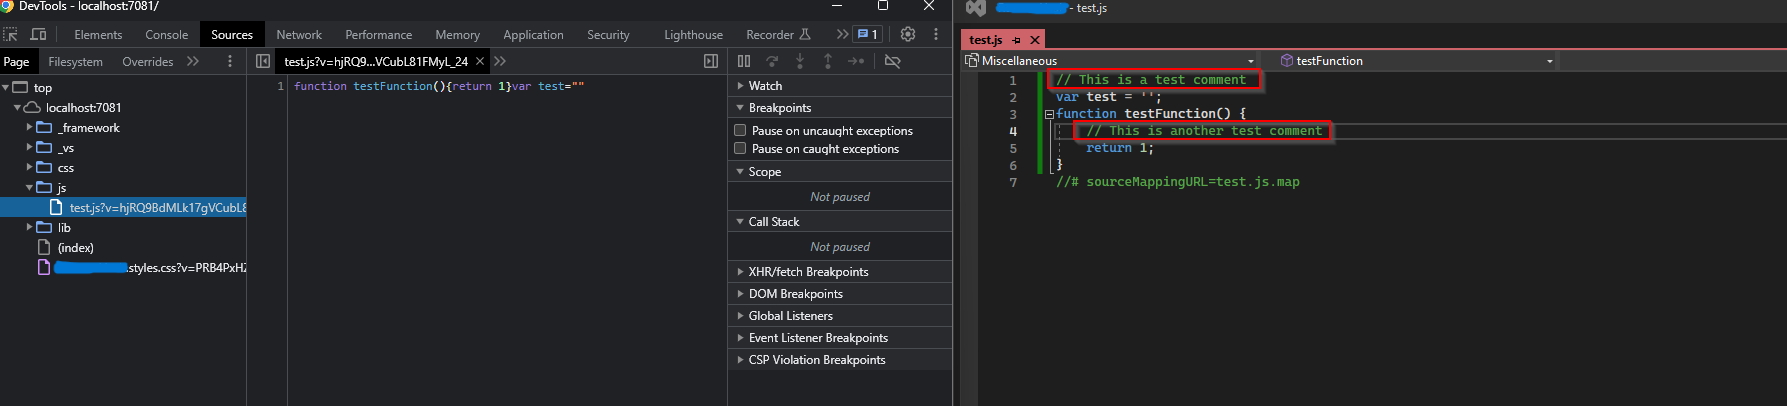 DevTools - localhost:7081/
Elements Console Sources Network Performance Memory Application Security Lighthouse Recorder 1
Page Filesystem Overrides
test.js?v=hjRQ9...VCubL81FMyL_24
top
localhost:7081
_framework
_vs
css
js
test.js?v=hjRQ9BdMLk17gVCubL8
lib
(index)
.styles.css?v=PRB4PxHZ
1 function testFunction(){return 1}var test=""
Watch
Breakpoints
Pause on uncaught exceptions
Pause on caught exceptions
Scope
Not paused
Call Stack
Not paused
XHR/fetch Breakpoints
DOM Breakpoints
Global Listeners
Event Listener Breakpoints
CSP Violation Breakpoints
- test.js
test.js
Miscellaneous
testFunction
1 // This is a test comment
2 var test = '';
3 function testFunction() {
4 // This is another test comment
5 return 1;
6 }
7 //# sourceMappingURL=test.js.map